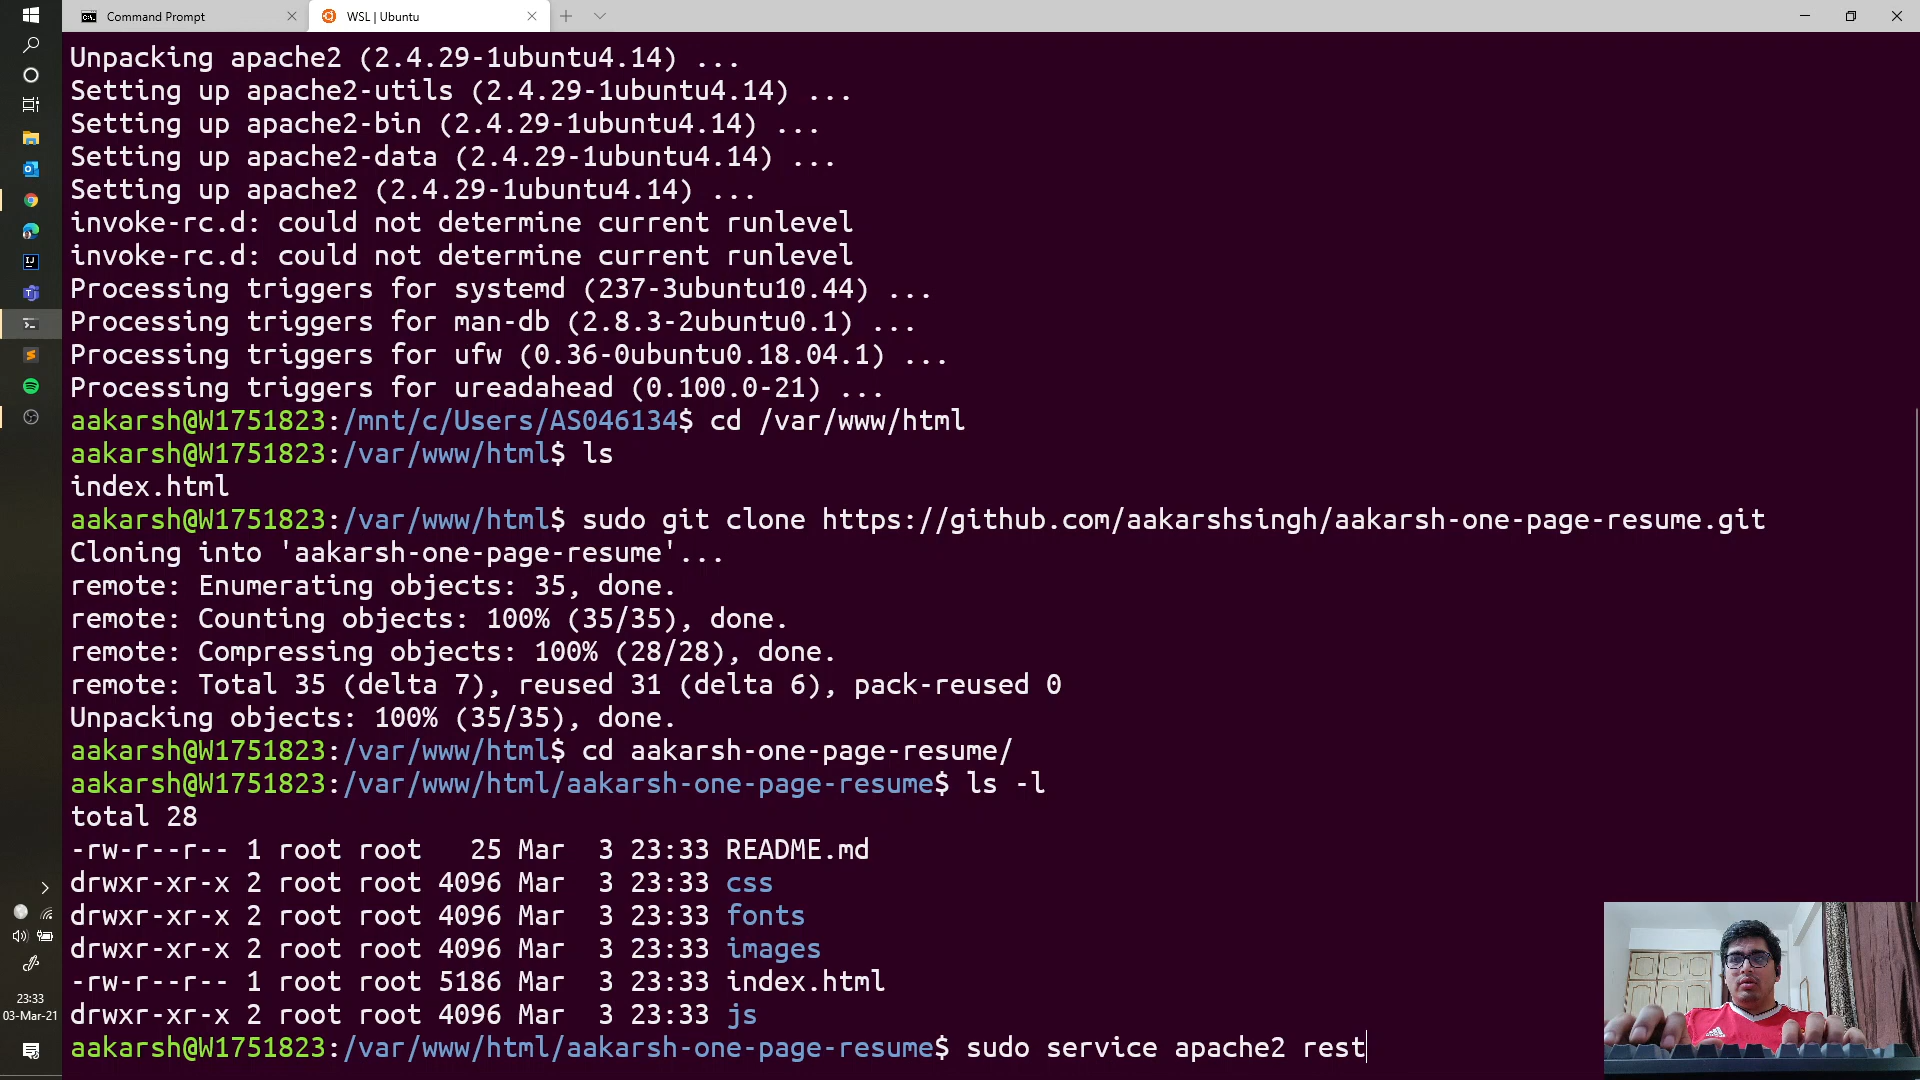 Command Prompt
WSL | Ubuntu
Unpacking apache2 (2.4.29-1ubuntu4.14) ...
Setting up apache2-utils (2.4.29-1ubuntu4.14) ...
Setting up apache2-bin (2.4.29-1ubuntu4.14) ...
Setting up apache2-data (2.4.29-1ubuntu4.14) ...
Setting up apache2 (2.4.29-1ubuntu4.14) ...
invoke-rc.d: could not determine current runlevel
invoke-rc.d: could not determine current runlevel
Processing triggers for systemd (237-3ubuntu10.44) ...
Processing triggers for man-db (2.8.3-2ubuntu0.1) ...
Processing triggers for ufw (0.36-0ubuntu0.18.04.1) ...
Processing triggers for ureadahead (0.100.0-21) ...
aakarsh@W1751823:/mnt/c/Users/AS046134$ cd /var/www/html
aakarsh@W1751823:/var/www/html$ ls
index.html
aakarsh@W1751823:/var/www/html$ sudo git clone https://github.com/aakarshsingh/aakarsh-one-page-resume.git
Cloning into 'aakarsh-one-page-resume'...
remote: Enumerating objects: 35, done.
remote: Counting objects: 100% (35/35), done.
remote: Compressing objects: 100% (28/28), done.
remote: Total 35 (delta 7), reused 31 (delta 6), pack-reused 0
Unpacking objects: 100% (35/35), done.
aakarsh@W1751823:/var/www/html$ cd aakarsh-one-page-resume/
aakarsh@W1751823:/var/www/html/aakarsh-one-page-resume$ ls -l
total 28
-rw-r--r-- 1 root root   25 Mar  3 23:33 README.md
drwxr-xr-x 2 root root 4096 Mar  3 23:33 css
drwxr-xr-x 2 root root 4096 Mar  3 23:33 fonts
drwxr-xr-x 2 root root 4096 Mar  3 23:33 images
-rw-r--r-- 1 root root 5186 Mar  3 23:33 index.html
drwxr-xr-x 2 root root 4096 Mar  3 23:33 js
aakarsh@W1751823:/var/www/html/aakarsh-one-page-resume$ sudo service apache2 rest
23:33
03-Mar-21